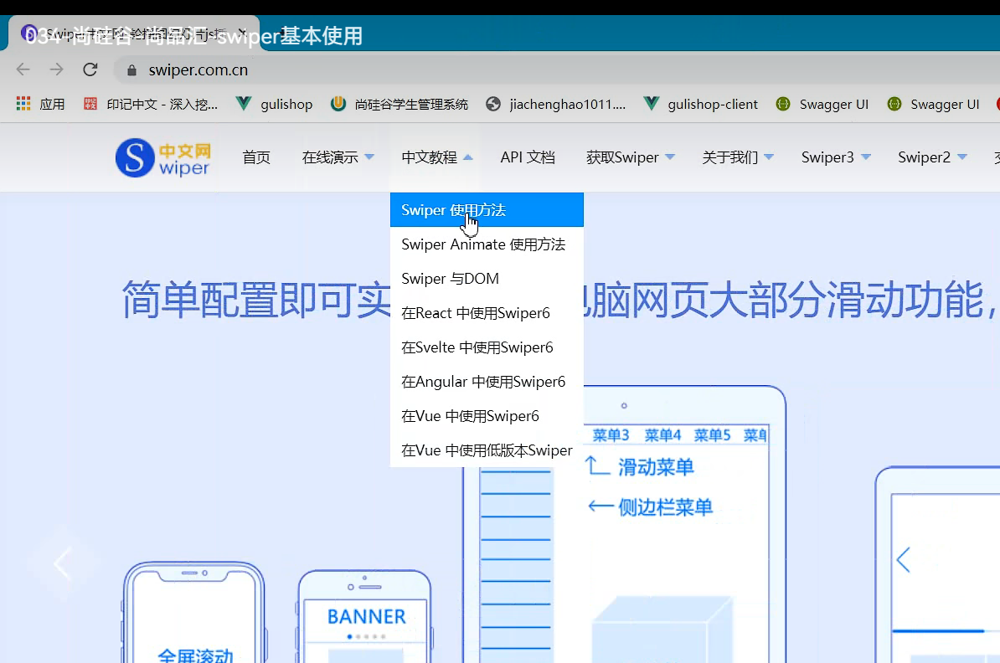 034-尚硅谷-尚品汇-swiper基本使用
swiper.com.cn
应用 印记中文 - 深入挖... gulishop 尚硅谷学生管理系统 jiachenghao1011.... gulishop-client Swagger UI Swagger UI
S 中文网 wiper 首页 在线演示 中文教程 API 文档 获取Swiper 关于我们 Swiper3 Swiper2
Swiper 使用方法
Swiper Animate 使用方法
Swiper 与DOM
在React 中使用Swiper6
在Svelte 中使用Swiper6
在Angular 中使用Swiper6
在Vue 中使用Swiper6
在Vue 中使用低版本Swiper
简单配置即可实 脑网页大部分滑动功能,
菜单3 菜单4 菜单5 菜单
滑动菜单
侧边栏菜单
BANNER
全屏滚动